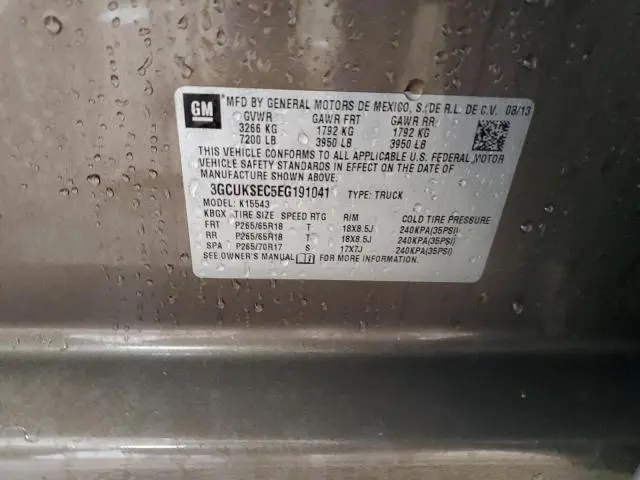 GM MFD BY GENERAL MOTORS DE MEXICO, S./DE R.L. DE C.V. 08/13
GVWR GAWR FRT GAWR RR
3266 KG 1792 KG 1792 KG
7200 LB 3950 LB 3950 LB
THIS VEHICLE CONFORMS TO ALL APPLICABLE U.S. FEDERAL MOTOR
VEHICLE SAFETY STANDARDS IN EFFECT ON THE DATE OF
MANUFACTURE SHOWN ABOVE.
3GCUKSEC5EG191041 TYPE: TRUCK
MODEL: K15543
KBGX TIRE SIZE SPEED RTG RIM COLD TIRE PRESSURE
FRT P265/65R18 T 18X8.5J 240KPA(35PSI)
RR P265/65R18 T 18X8.5J 240KPA(35PSI)
SPA P265/70R17 S 17X7J 240KPA(35PSI)
SEE OWNER'S MANUAL FOR MORE INFORMATION.